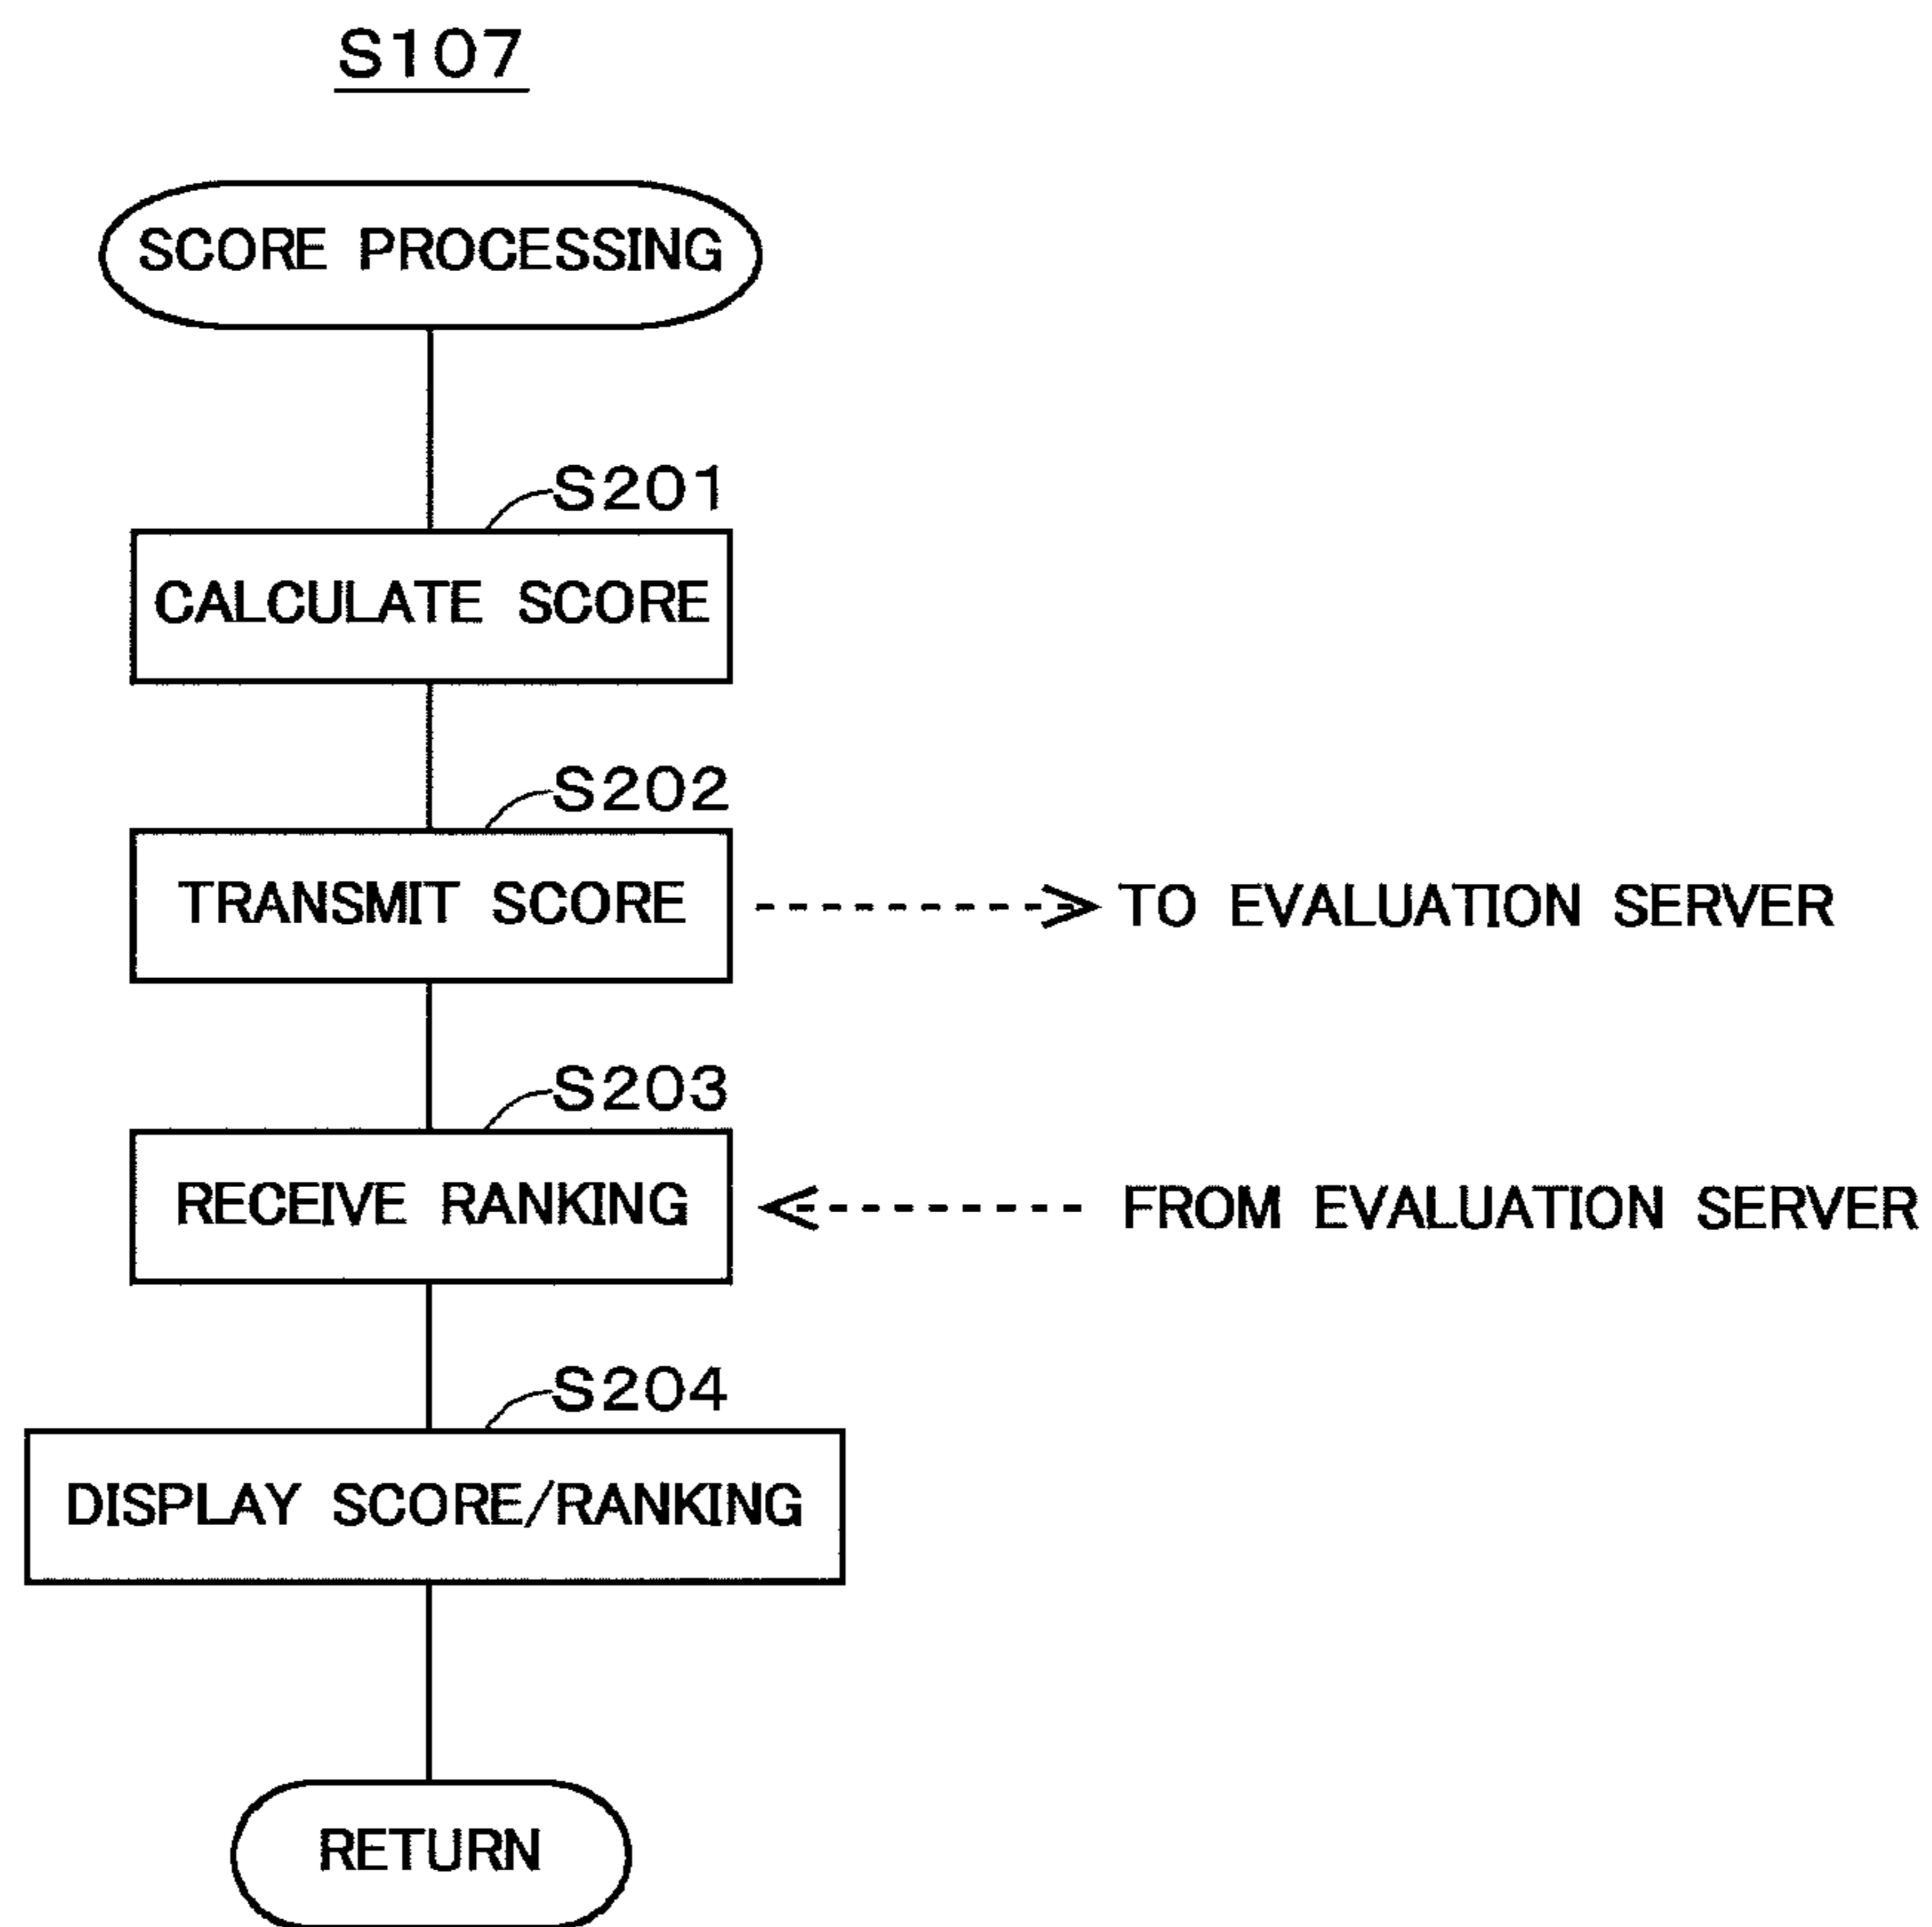 S107
SCORE PROCESSING
S201
CALCULATE SCORE
S202
TRANSMIT SCORE
TO EVALUATION SERVER
S203
RECEIVE RANKING
FROM EVALUATION SERVER
S204
DISPLAY SCORE/RANKING
RETURN